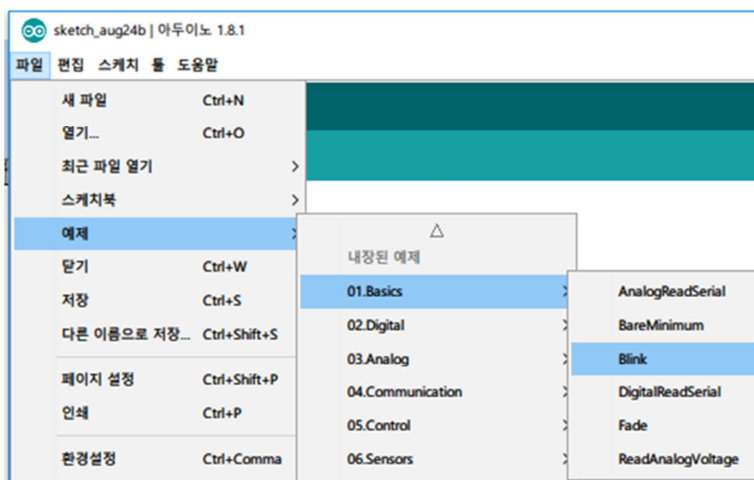 sketch_aug24b | 아두이노 1.8.1
파일 편집 스케치 툴 도움말
새 파일 Ctrl+N
열기... Ctrl+O
최근 파일 열기
스케치북
예제
닫기 Ctrl+W
저장 Ctrl+S
다른 이름으로 저장... Ctrl+Shift+S
페이지 설정 Ctrl+Shift+P
인쇄 Ctrl+P
환경설정 Ctrl+Comma
내장된 예제
01.Basics
02.Digital
03.Analog
04.Communication
05.Control
06.Sensors
AnalogReadSerial
BareMinimum
Blink
DigitalReadSerial
Fade
ReadAnalogVoltage